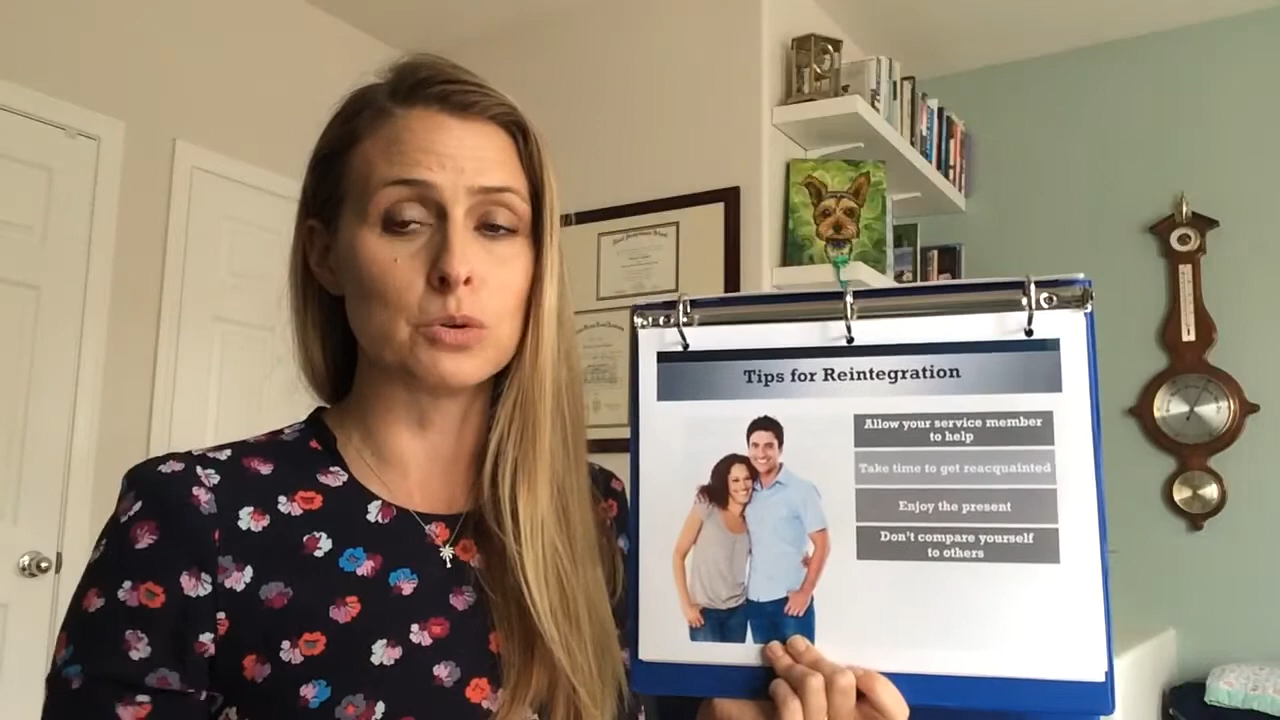 Tips for Reintegration
Allow your service member
to help
Take time to get reacquainted
Enjoy the present
Don't compare yourself
to others